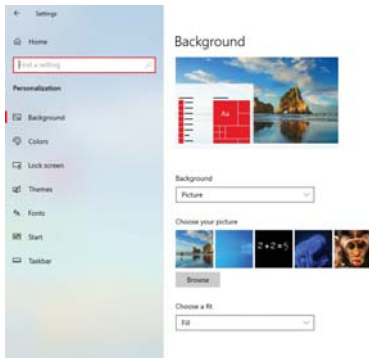 Settings
Home
Find a setting
Personalization
Background
Colors
Lock screen
Themes
Fonts
Start
Taskbar
Background
Aa
Background
Picture
Choose your picture
2+2=5
Browse
Choose a fit
Fill